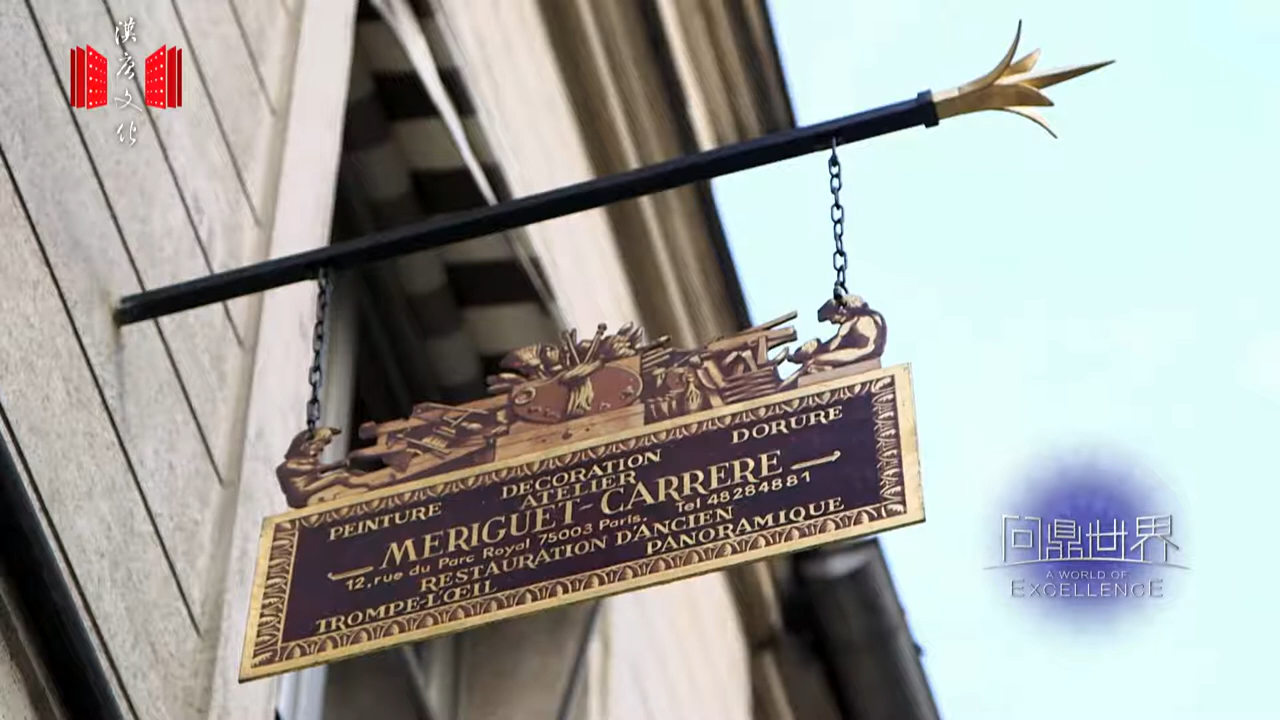 漢唐文化
PEINTURE DECORATION DORURE
ATELIER
MERIGUET-CARRERE
12, rue du Parc Royal 75003 Paris. Tel 48284881
RESTAURATION D'ANCIEN
TROMPE-L'ŒIL PANORAMIQUE
问鼎世界
A WORLD OF
EXCELLENCE